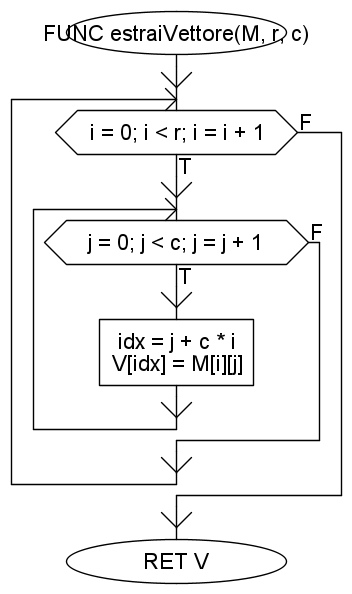 FUNC estraiVettore(M, r, c)
i = 0; i < r; i = i + 1
F
T
j = 0; j < c; j = j + 1
F
T
idx = j + c * i
V[idx] = M[i][j]
RET V